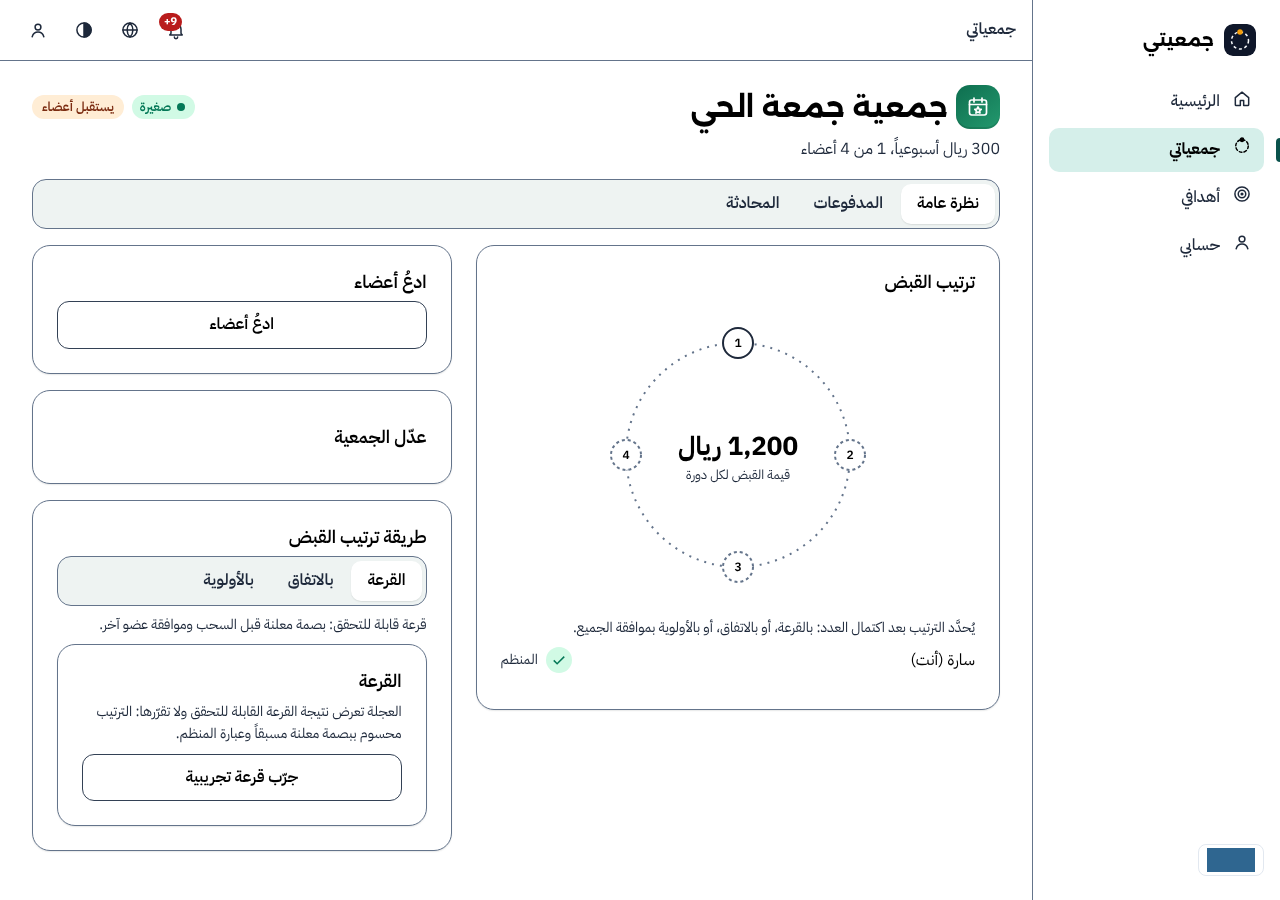 جمعيتي
الرئيسية
جمعياتي
أهدافي
حسابي
جمعياتي
9+
جمعية جمعة الحي
صغيرة
يستقبل أعضاء
300 ريال أسبوعياً، 1 من 4 أعضاء
نظرة عامة
المدفوعات
المحادثة
ترتيب القبض
1
2
3
4
1,200 ريال
قيمة القبض لكل دورة
يُحدَّد الترتيب بعد اكتمال العدد: بالقرعة، أو بالاتفاق، أو بالأولوية بموافقة الجميع.
سارة (أنت)
المنظم
ادعُ أعضاء
ادعُ أعضاء
عدّل الجمعية
طريقة ترتيب القبض
القرعة
بالاتفاق
بالأولوية
قرعة قابلة للتحقق: بصمة معلنة قبل السحب وموافقة عضو آخر.
القرعة
العجلة تعرض نتيجة القرعة القابلة للتحقق ولا تقرّرها: الترتيب
محسوم ببصمة معلنة مسبقاً وعبارة المنظم.
جرّب قرعة تجريبية